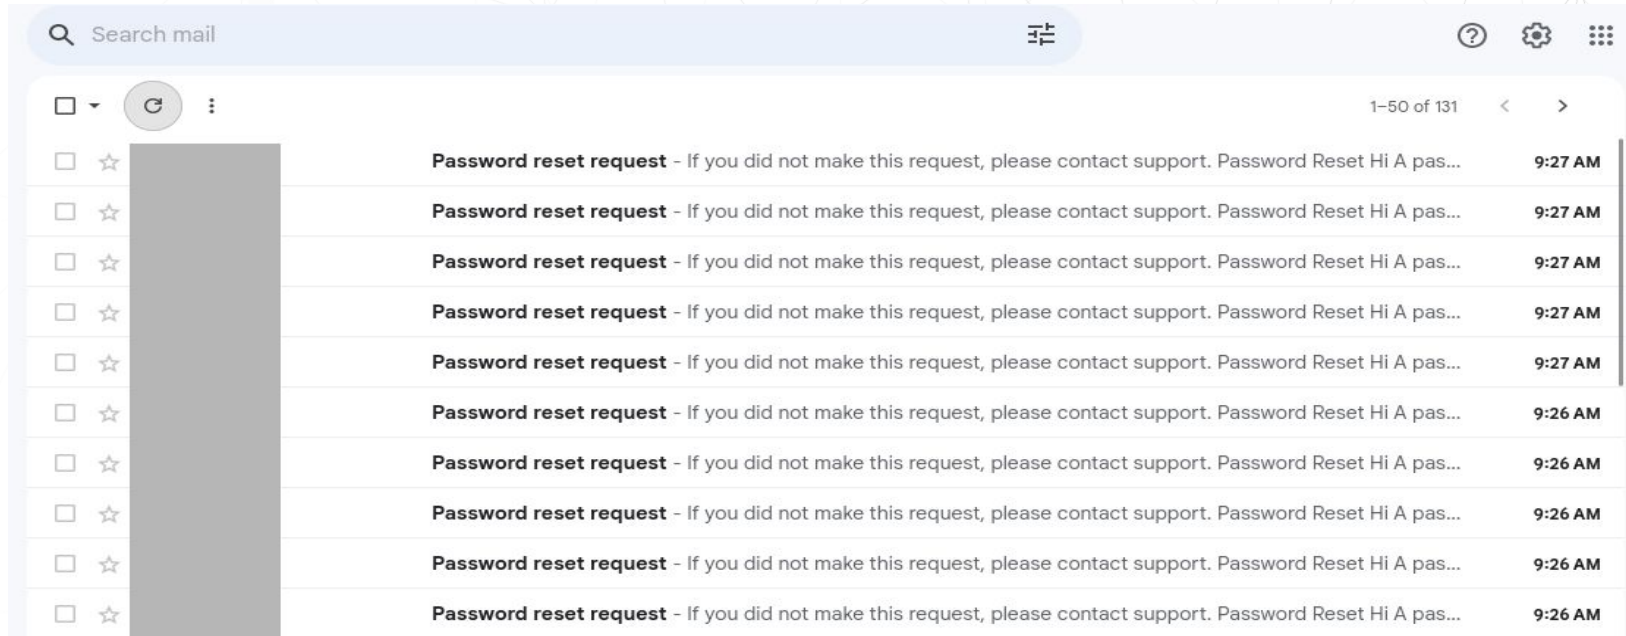 Search mail
1–50 of 131
Password reset request - If you did not make this request, please contact support. Password Reset Hi A pas... 9:27 AM
Password reset request - If you did not make this request, please contact support. Password Reset Hi A pas... 9:27 AM
Password reset request - If you did not make this request, please contact support. Password Reset Hi A pas... 9:27 AM
Password reset request - If you did not make this request, please contact support. Password Reset Hi A pas... 9:27 AM
Password reset request - If you did not make this request, please contact support. Password Reset Hi A pas... 9:27 AM
Password reset request - If you did not make this request, please contact support. Password Reset Hi A pas... 9:26 AM
Password reset request - If you did not make this request, please contact support. Password Reset Hi A pas... 9:26 AM
Password reset request - If you did not make this request, please contact support. Password Reset Hi A pas... 9:26 AM
Password reset request - If you did not make this request, please contact support. Password Reset Hi A pas... 9:26 AM
Password reset request - If you did not make this request, please contact support. Password Reset Hi A pas... 9:26 AM